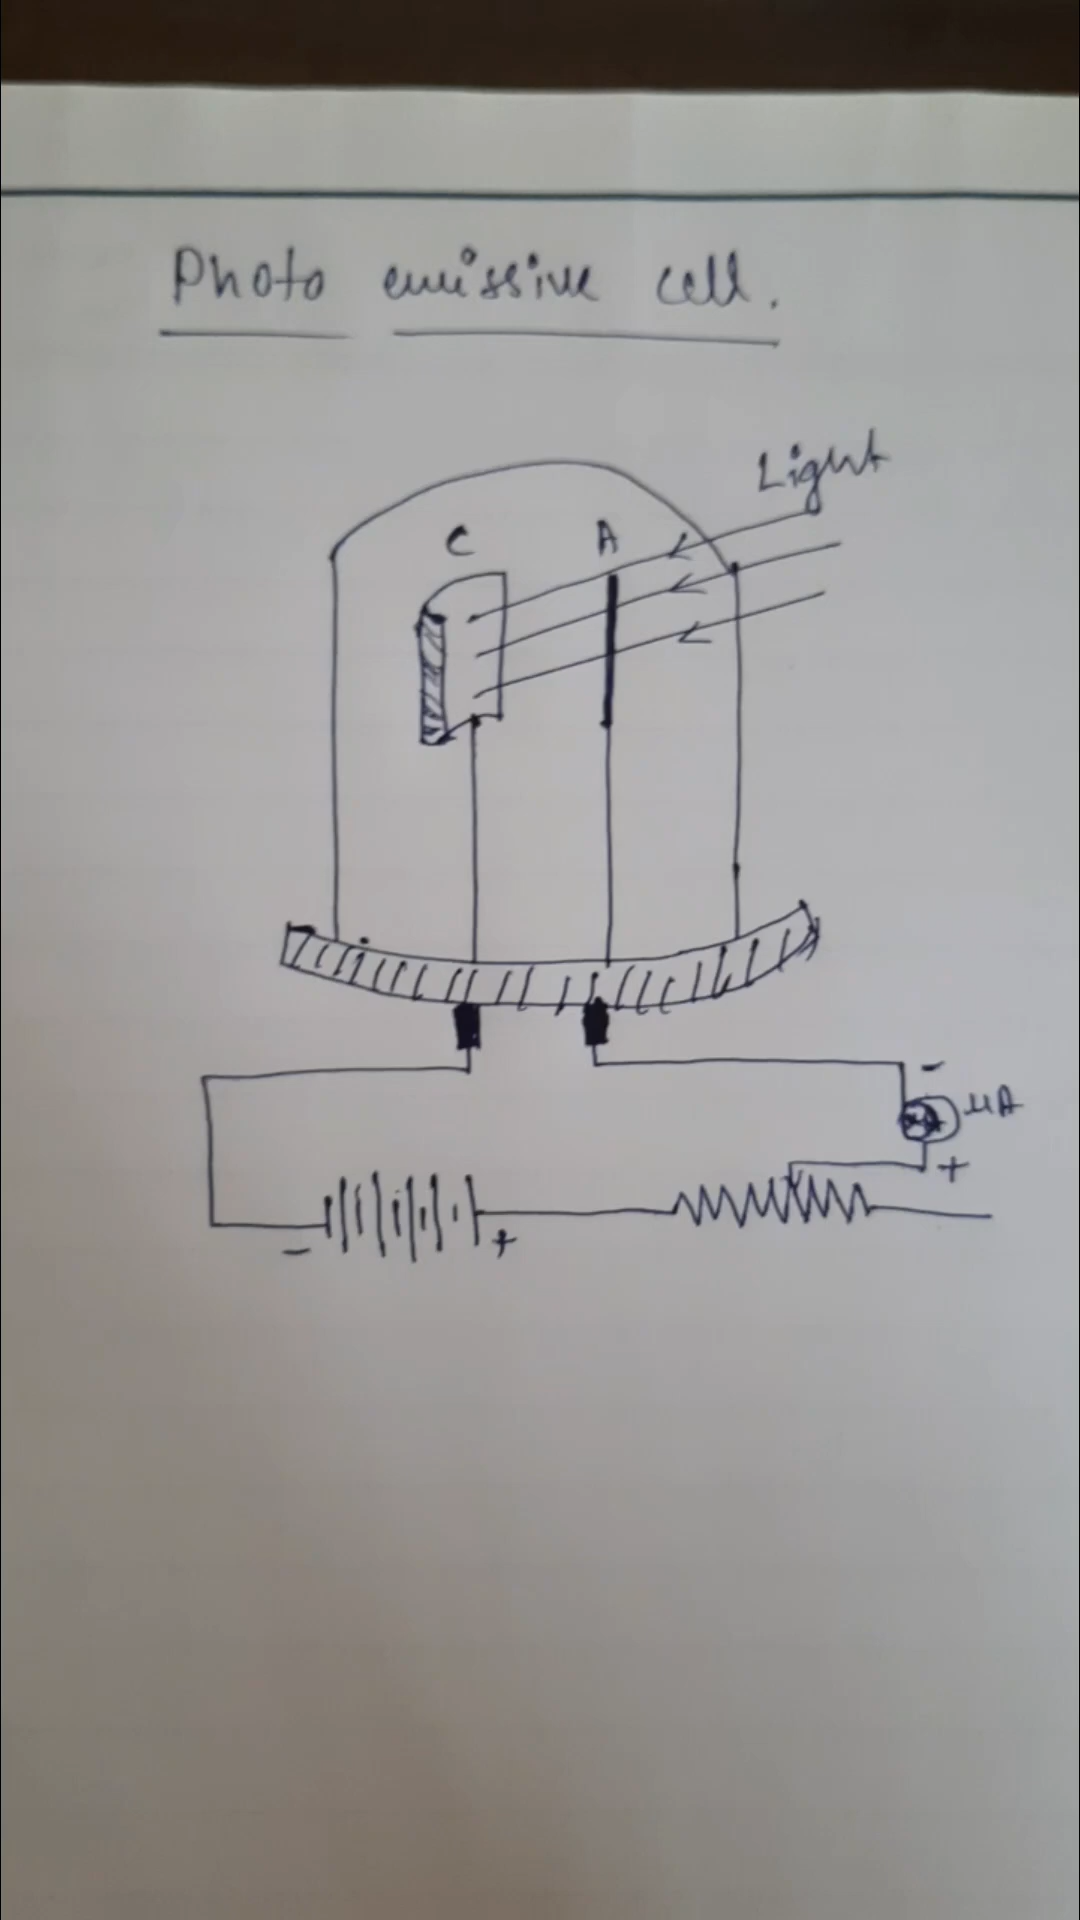 Photo emissive cell.
Light
C A
-
μA
+
- +